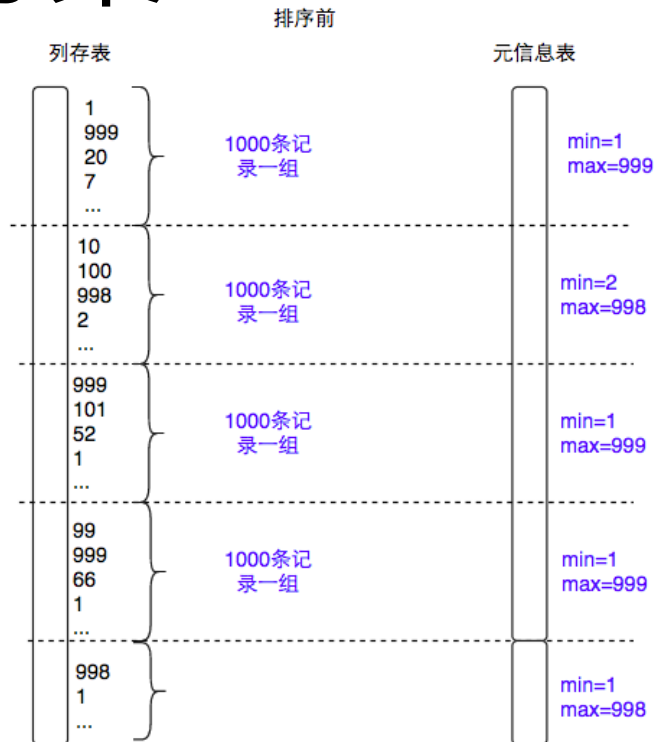 排序前
列存表
元信息表
1
999
20
7
...
1000条记
录一组
min=1
max=999
10
100
998
2
...
1000条记
录一组
min=2
max=998
999
101
52
1
...
1000条记
录一组
min=1
max=999
99
999
66
1
...
1000条记
录一组
min=1
max=999
998
1
...
min=1
max=998